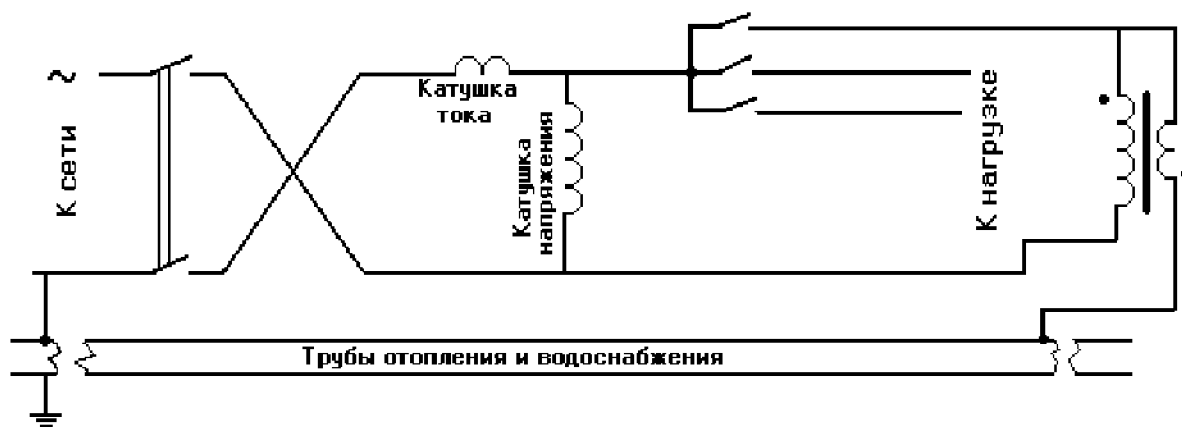 К сети
Катушка
тока
Катушка
напряжения
К нагрузке
Трубы отопления и водоснабжения